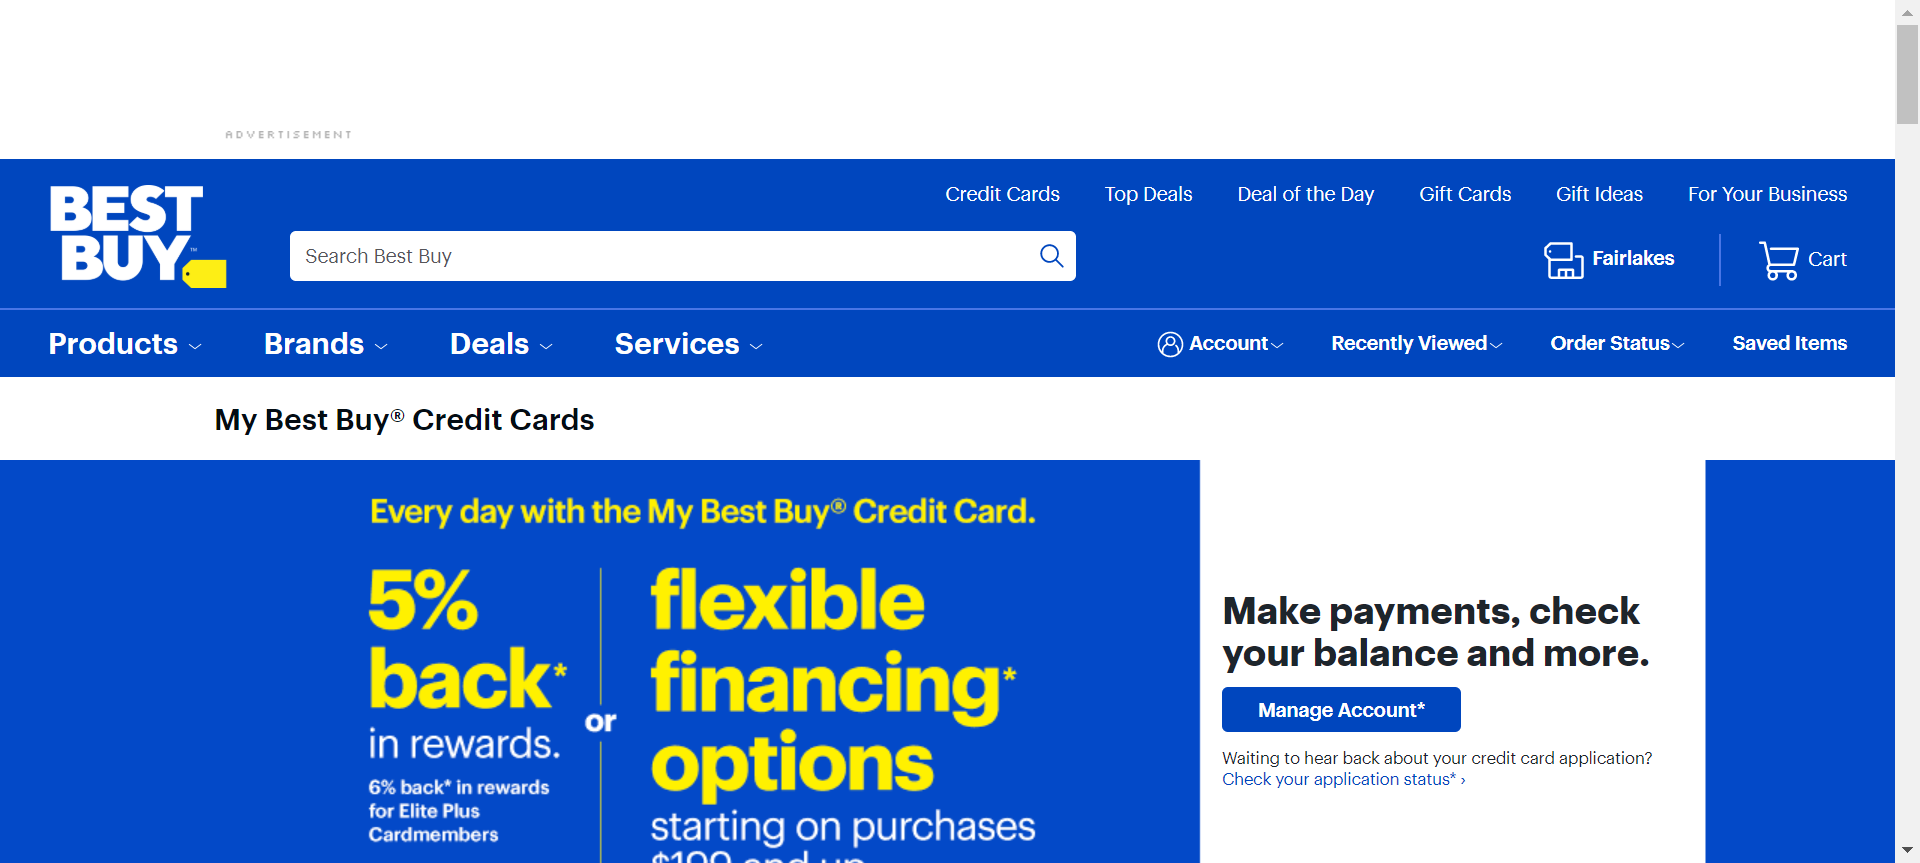 ADVERTISEMENT
BEST
BUY™
Credit Cards
Top Deals
Deal of the Day
Gift Cards
Gift Ideas
For Your Business
Search Best Buy
Fairlakes
Cart
Products
Brands
Deals
Services
Account
Recently Viewed
Order Status
Saved Items
My Best Buy® Credit Cards
Every day with the My Best Buy® Credit Card.
5%
back*
in rewards.
6% back* in rewards
for Elite Plus
Cardmembers
or
flexible
financing*
options
starting on purchases
$199 and up
Make payments, check
your balance and more.
Manage Account*
Waiting to hear back about your credit card application?
Check your application status* ›